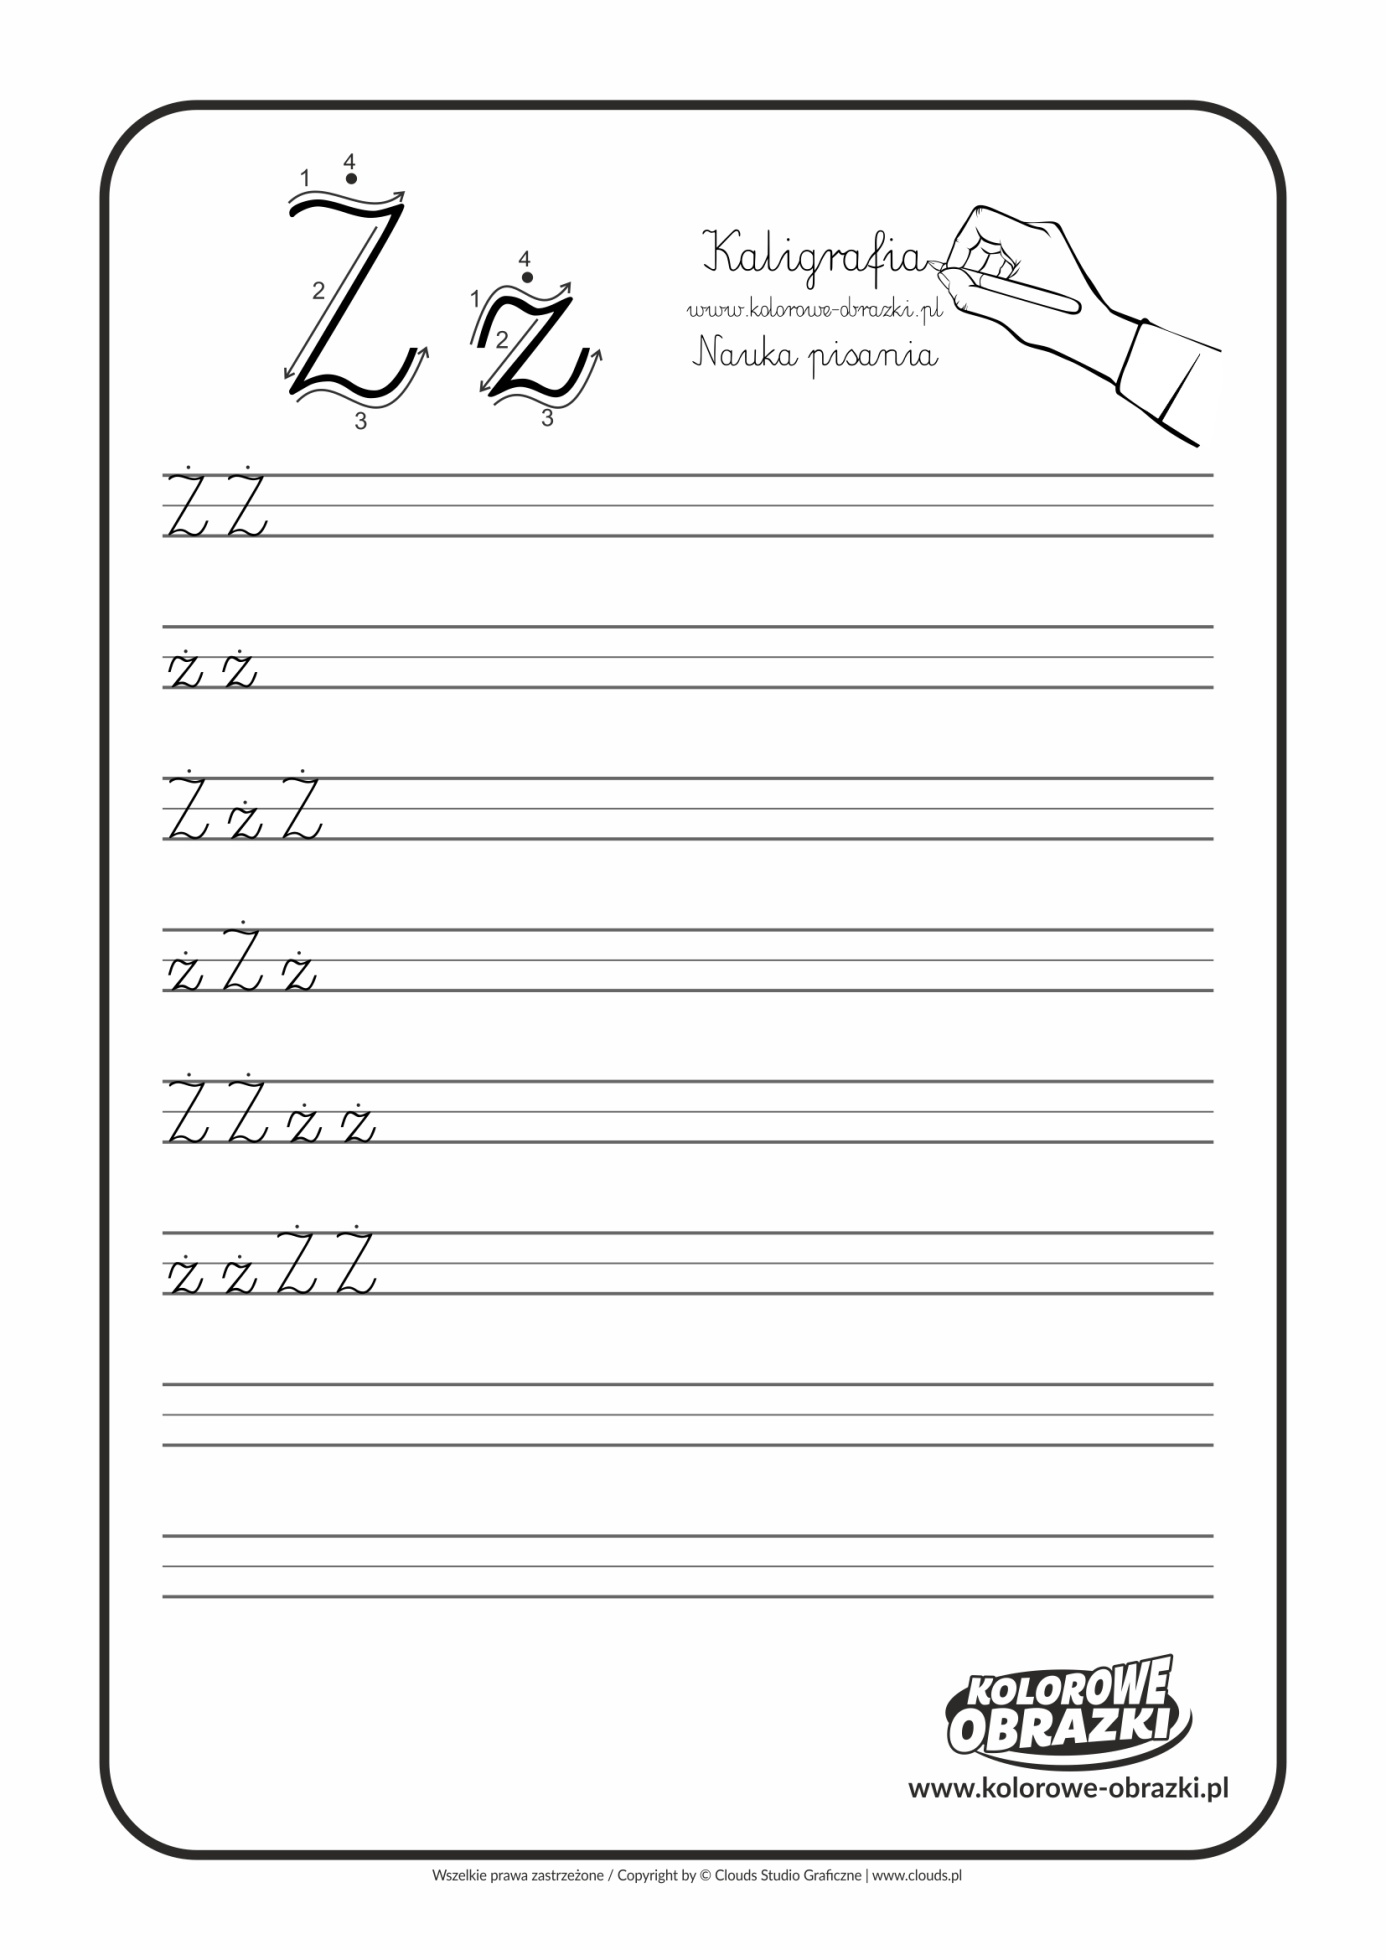 1 4
2
3
1 4
2
3
Ż ż
Kaligrafia
www.kolorowe-obrazki.pl
Nauka pisania
Ż Ż
ż ż
Ż ż Ż
ż Ż ż
Ż Ż ż ż
ż ż Ż Ż
KOLOROWE
OBRAZKI
www.kolorowe-obrazki.pl
Wszelkie prawa zastrzeżone / Copyright by © Clouds Studio Graficzne | www.clouds.pl